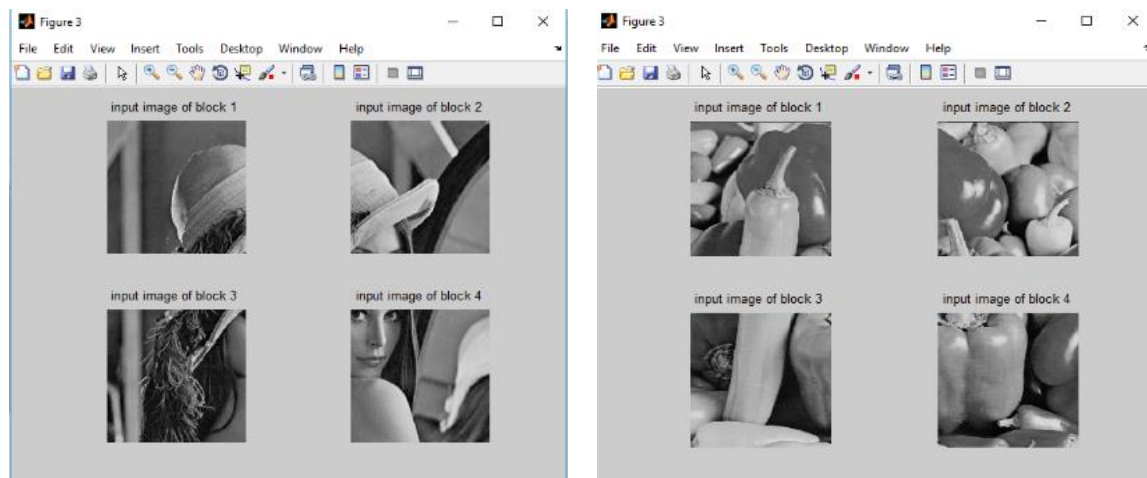 Figure 3
File Edit View Insert Tools Desktop Window Help
input image of block 1 input image of block 2
input image of block 3 input image of block 4
Figure 3
File Edit View Insert Tools Desktop Window Help
input image of block 1 input image of block 2
input image of block 3 input image of block 4